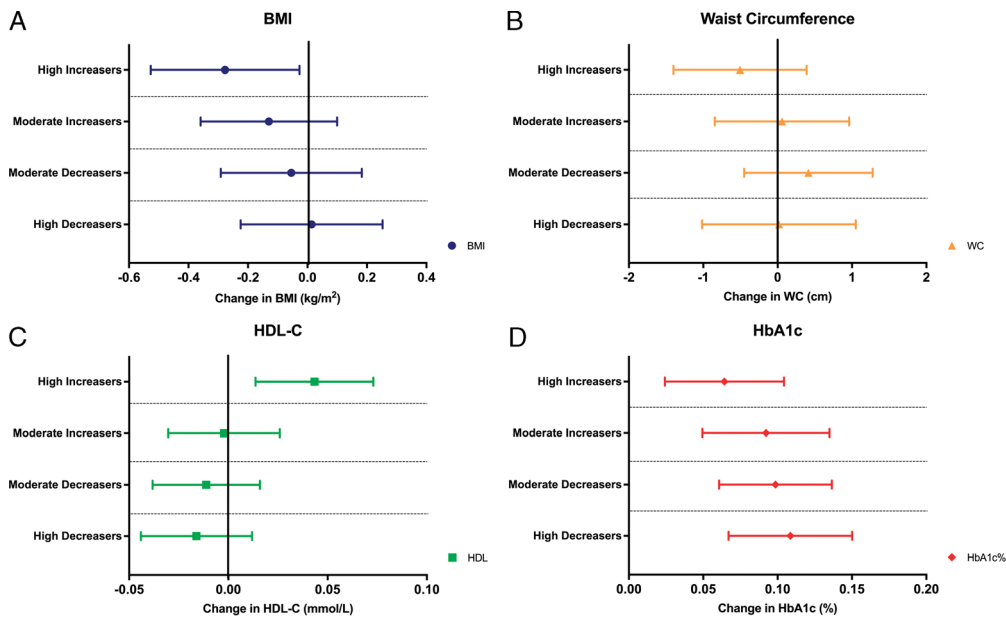 A
BMI
High Increasers
Moderate Increasers
Moderate Decreasers
High Decreasers
BMI
-0.6 -0.4 -0.2 0.0 0.2 0.4
Change in BMI (kg/m²)
B
Waist Circumference
High Increasers
Moderate Increasers
Moderate Decreasers
High Decreasers
WC
-2 -1 0 1 2
Change in WC (cm)
C
HDL-C
High Increasers
Moderate Increasers
Moderate Decreasers
High Decreasers
HDL
-0.05 0.00 0.05 0.10
Change in HDL-C (mmol/L)
D
HbA1c
High Increasers
Moderate Increasers
Moderate Decreasers
High Decreasers
HbA1c%
0.00 0.05 0.10 0.15 0.20
Change in HbA1c (%)